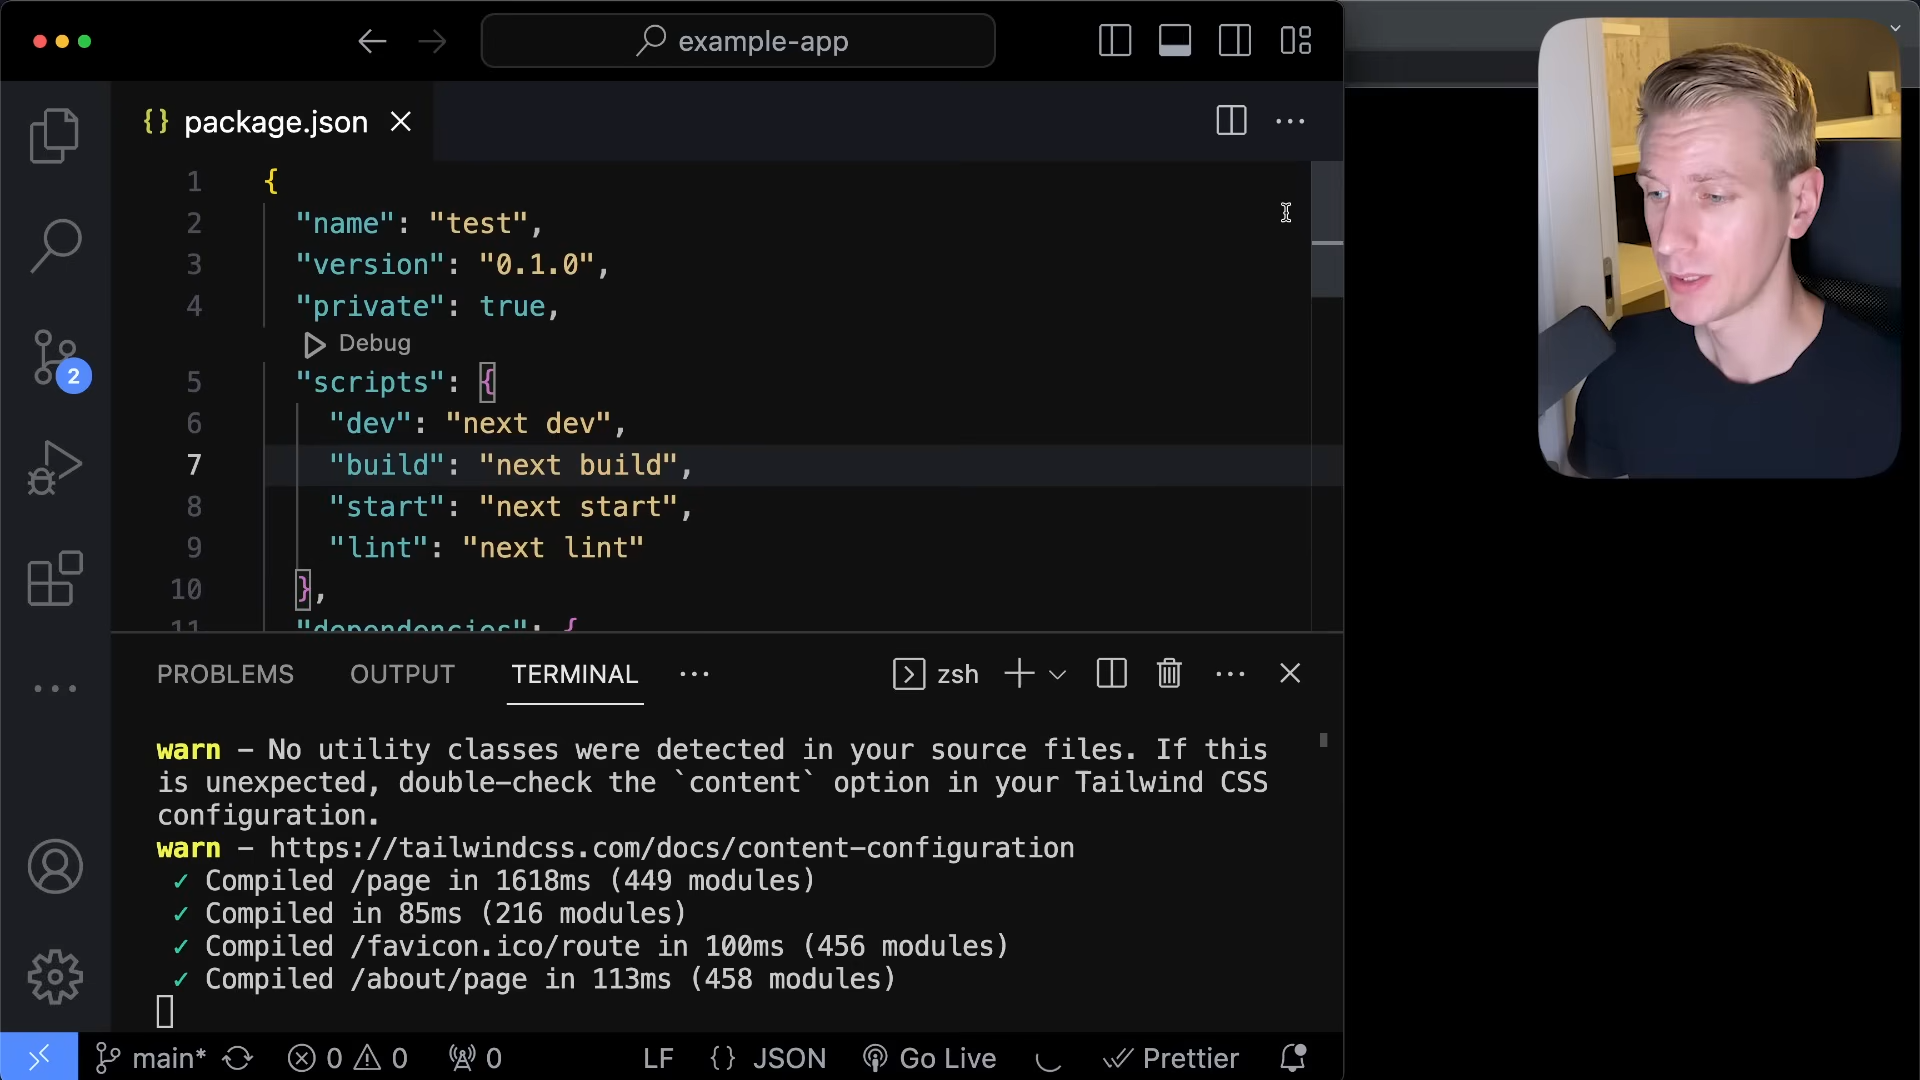 example-app
{} package.json
1 {
2 "name": "test",
3 "version": "0.1.0",
4 "private": true,
Debug
5 "scripts": {
6 "dev": "next dev",
7 "build": "next build",
8 "start": "next start",
9 "lint": "next lint"
10 },
11 "dependencies": {
2
PROBLEMS OUTPUT TERMINAL ··· zsh
warn – No utility classes were detected in your source files. If this
is unexpected, double-check the `content` option in your Tailwind CSS
configuration.
warn – https://tailwindcss.com/docs/content-configuration
✓ Compiled /page in 1618ms (449 modules)
✓ Compiled in 85ms (216 modules)
✓ Compiled /favicon.ico/route in 100ms (456 modules)
✓ Compiled /about/page in 113ms (458 modules)
main* 0 0 0 LF {} JSON Go Live Prettier